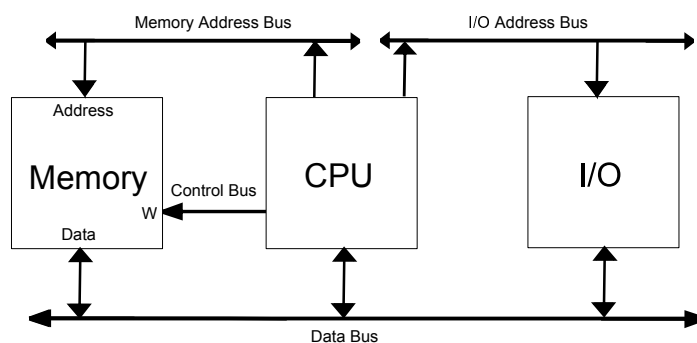 Memory Address Bus
I/O Address Bus
Address
Memory
CPU
I/O
Control Bus
W
Data
Data Bus